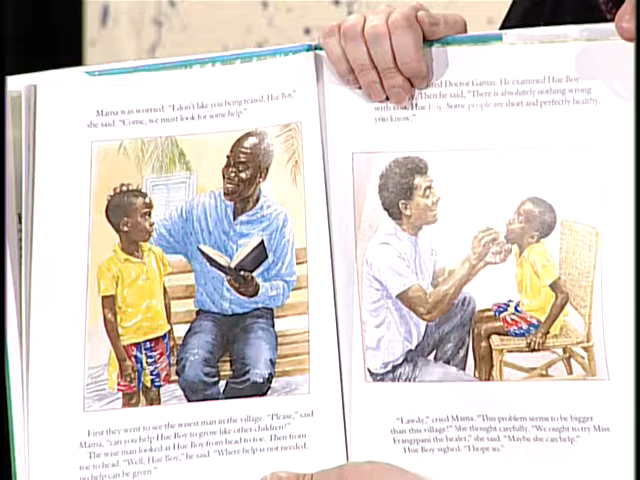 Mama was worried. "I don't like you being teased, Hue Boy,"
she said. "Come, we must look for some help."
First they went to see the wisest man in the village. "Please," said
Mama, "can you help Hue Boy to grow like other children?"
The wise man looked at Hue Boy from head to toe. Then from
toe to head. "Well, Hue Boy," he said. "Where help is not needed,
no help can be given."
Doctor Gamas. He examined Hue Boy
Then he said, "There is absolutely nothing wrong
with you, Hue Boy. Some people are short and perfectly healthy,
you know."
"Lawdy," cried Mama. "This problem seems to be bigger
than this village!" She thought carefully. "We ought to try Miss
Frangipani the healer," she said. "Maybe she can help."
Hue Boy sighed. "I hope so."